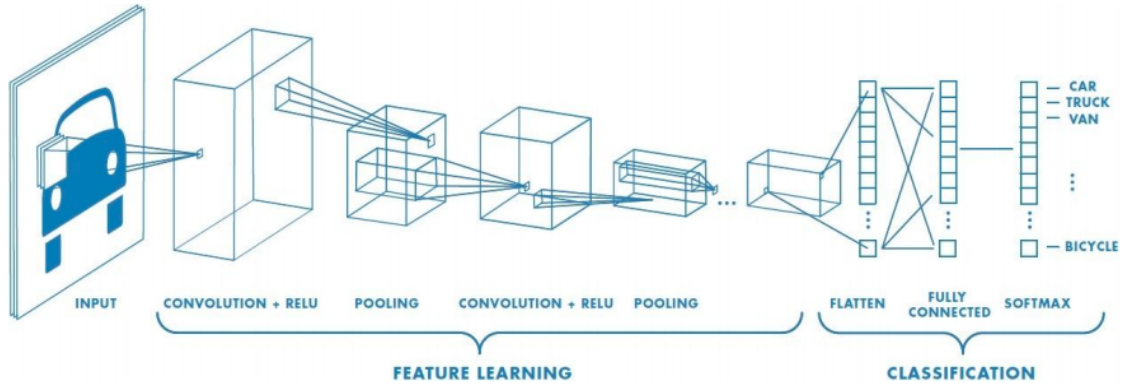 CAR
TRUCK
VAN
BICYCLE
INPUT
CONVOLUTION + RELU
POOLING
CONVOLUTION + RELU
POOLING
FLATTEN
FULLY
CONNECTED
SOFTMAX
FEATURE LEARNING
CLASSIFICATION